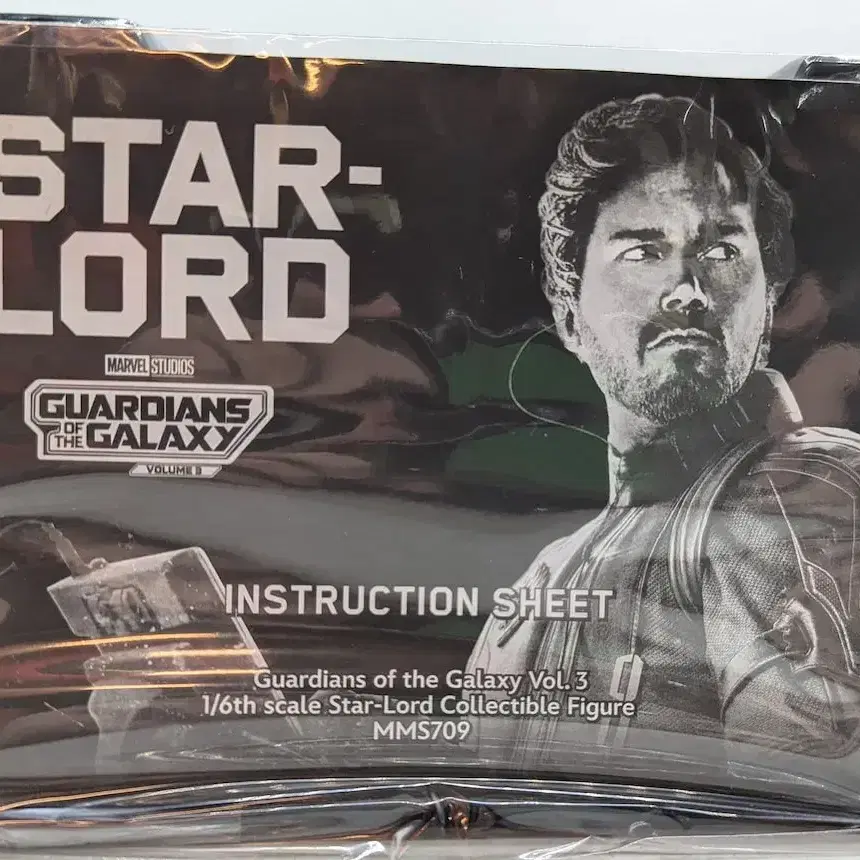 STAR-
LORD
MARVEL STUDIOS
GUARDIANS
OF
THE GALAXY
VOLUME 3
INSTRUCTION SHEET
Guardians of the Galaxy Vol. 3
1/6th scale Star-Lord Collectible Figure
MMS709